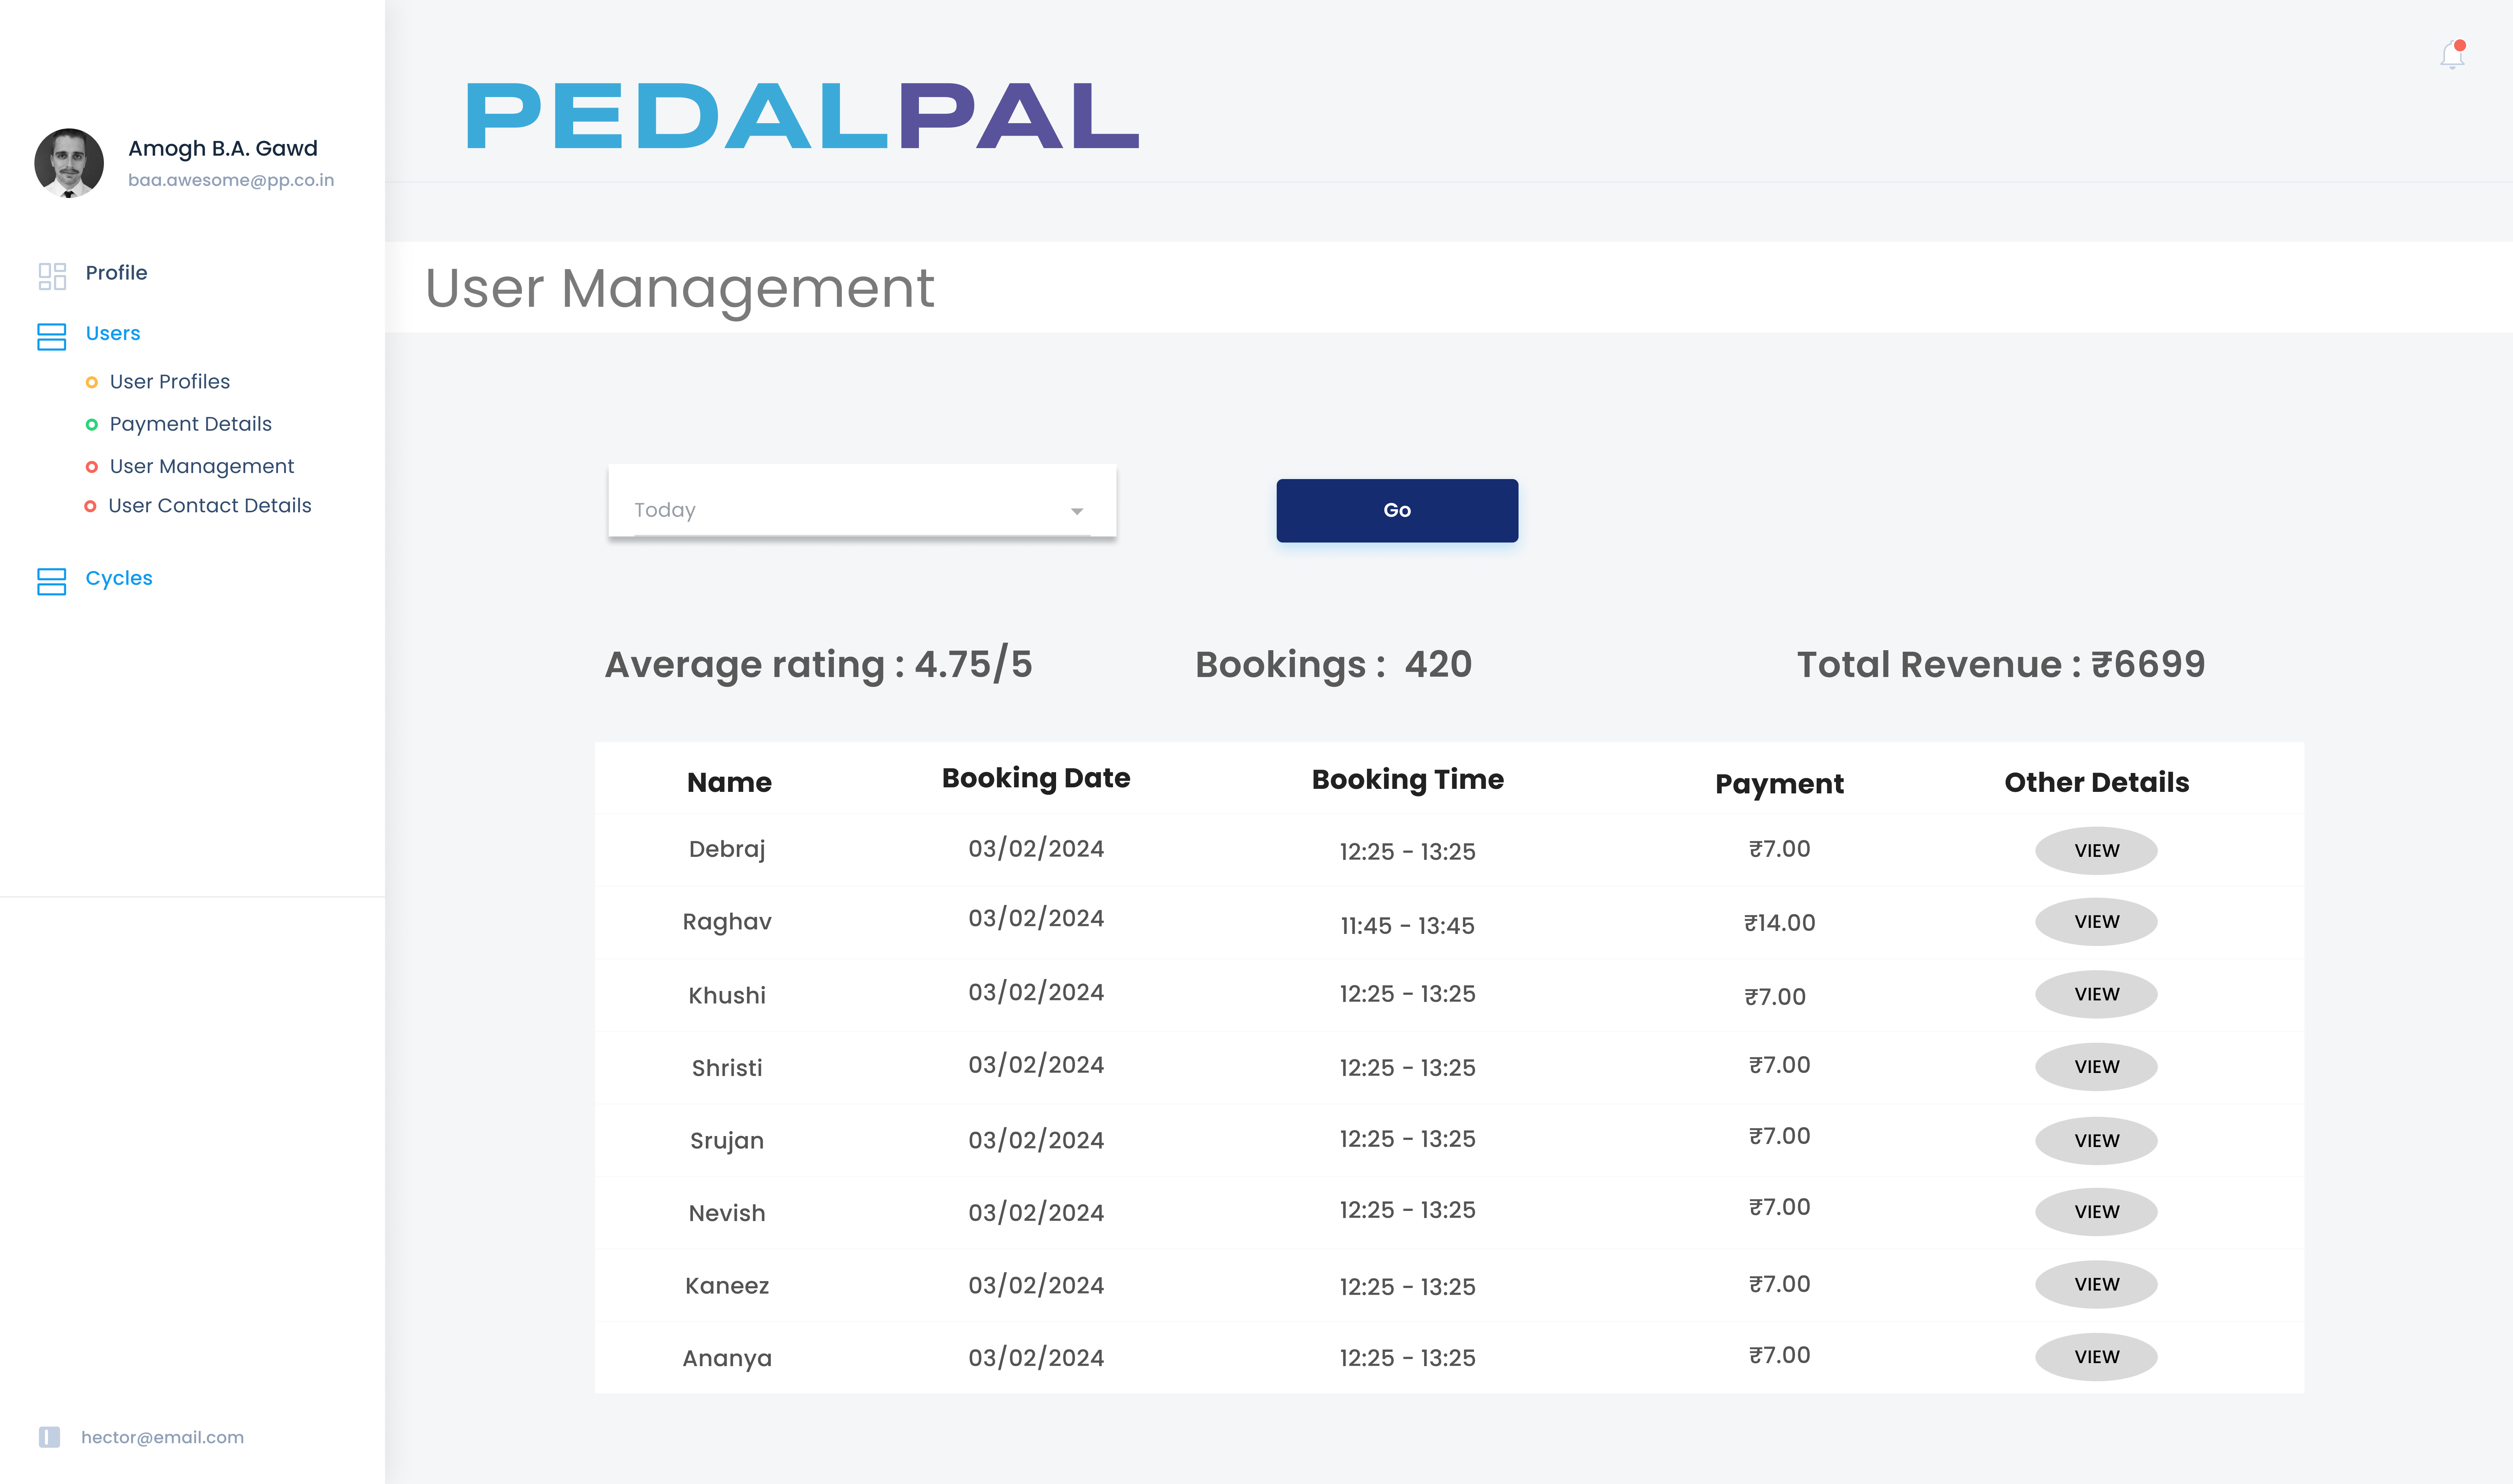 PEDALPAL
Amogh B.A. Gawd
baa.awesome@pp.co.in
Profile
Users
User Profiles
Payment Details
User Management
User Contact Details
Cycles
hector@email.com
User Management
Today
Go
Average rating : 4.75/5 Bookings : 420 Total Revenue : ₹6699
Name Booking Date Booking Time Payment Other Details
Debraj 03/02/2024 12:25 - 13:25 ₹7.00 VIEW
Raghav 03/02/2024 11:45 - 13:45 ₹14.00 VIEW
Khushi 03/02/2024 12:25 - 13:25 ₹7.00 VIEW
Shristi 03/02/2024 12:25 - 13:25 ₹7.00 VIEW
Srujan 03/02/2024 12:25 - 13:25 ₹7.00 VIEW
Nevish 03/02/2024 12:25 - 13:25 ₹7.00 VIEW
Kaneez 03/02/2024 12:25 - 13:25 ₹7.00 VIEW
Ananya 03/02/2024 12:25 - 13:25 ₹7.00 VIEW